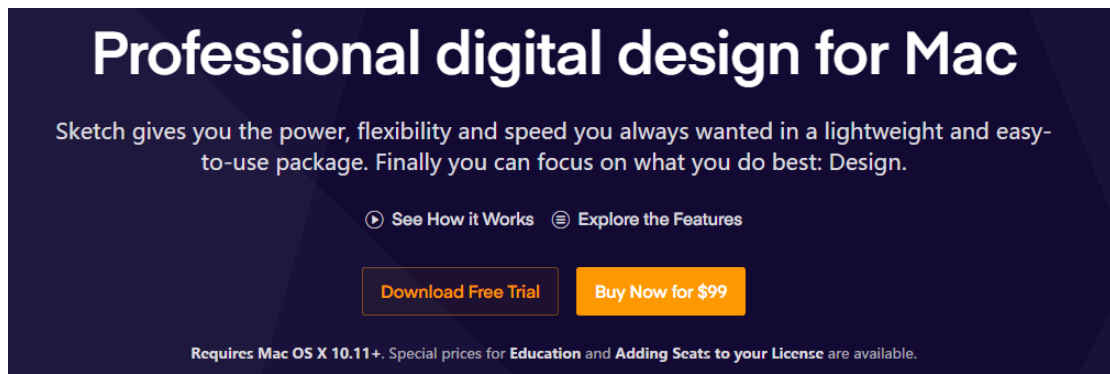 Professional digital design for Mac
Sketch gives you the power, flexibility and speed you always wanted in a lightweight and easy-
to-use package. Finally you can focus on what you do best: Design.
See How it Works Explore the Features
Download Free Trial Buy Now for $99
Requires Mac OS X 10.11+. Special prices for Education and Adding Seats to your License are available.